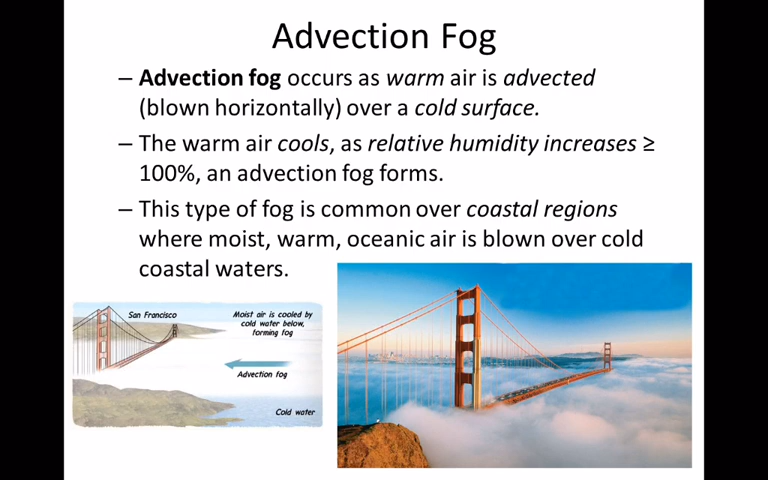 Advection Fog
– Advection fog occurs as warm air is advected
(blown horizontally) over a cold surface.
– The warm air cools, as relative humidity increases ≥
100%, an advection fog forms.
– This type of fog is common over coastal regions
where moist, warm, oceanic air is blown over cold
coastal waters.
San Francisco
Moist air is cooled by
cold water below,
forming fog
Advection fog
Cold water